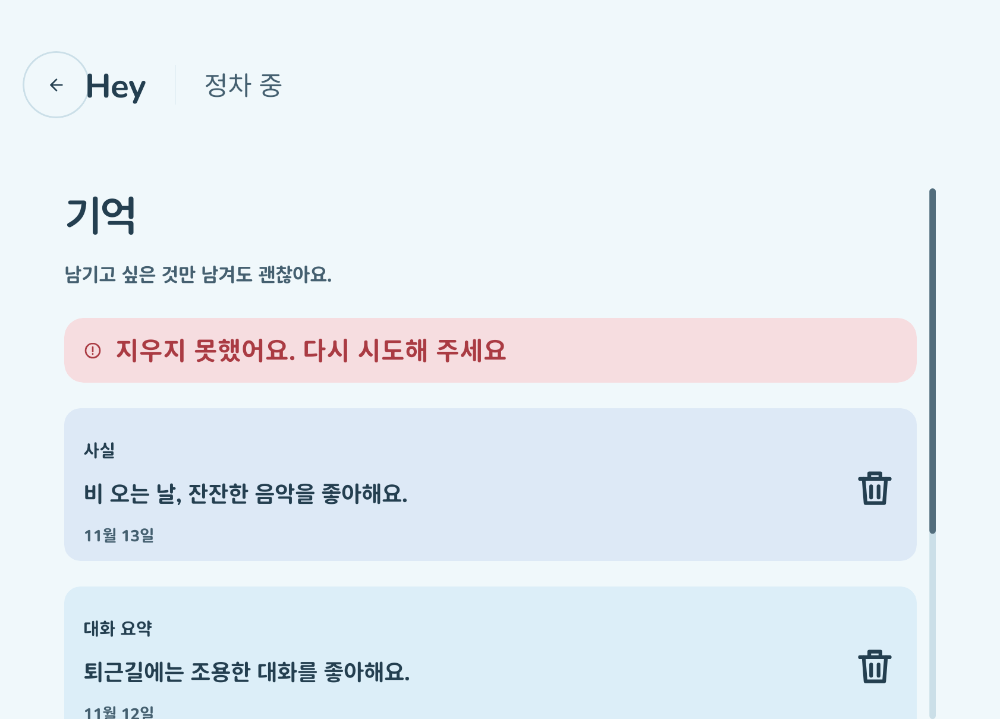 Hey
정차 중
기억
남기고 싶은 것만 남겨도 괜찮아요.
지우지 못했어요. 다시 시도해 주세요
사실
비 오는 날, 잔잔한 음악을 좋아해요.
11월 13일
대화 요약
퇴근길에는 조용한 대화를 좋아해요.
11월 12일